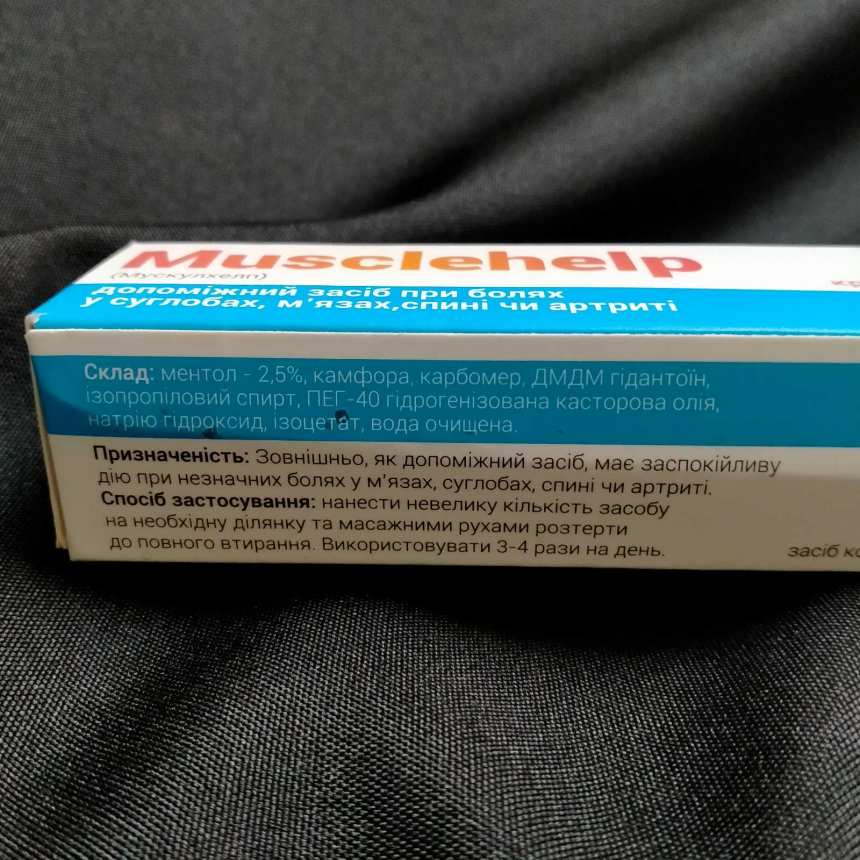 Musclehelp
(Мускулхелп)
допоміжний засіб при болях
у суглобах, м'язах,спині чи артриті
Склад: ментол - 2,5%, камфора, карбомер, ДМДМ гідантоїн,
ізопропіловий спирт, ПЕГ-40 гідрогенізована касторова олія,
натрію гідроксид, ізоцетат, вода очищена.
Призначеність: Зовнішньо, як допоміжний засіб, має заспокійливу
дію при незначних болях у м'язах, суглобах, спині чи артриті.
Спосіб застосування: нанести невелику кількість засобу
на необхідну ділянку та масажними рухами розтерти
до повного втирання. Використовувати 3-4 рази на день.
засіб